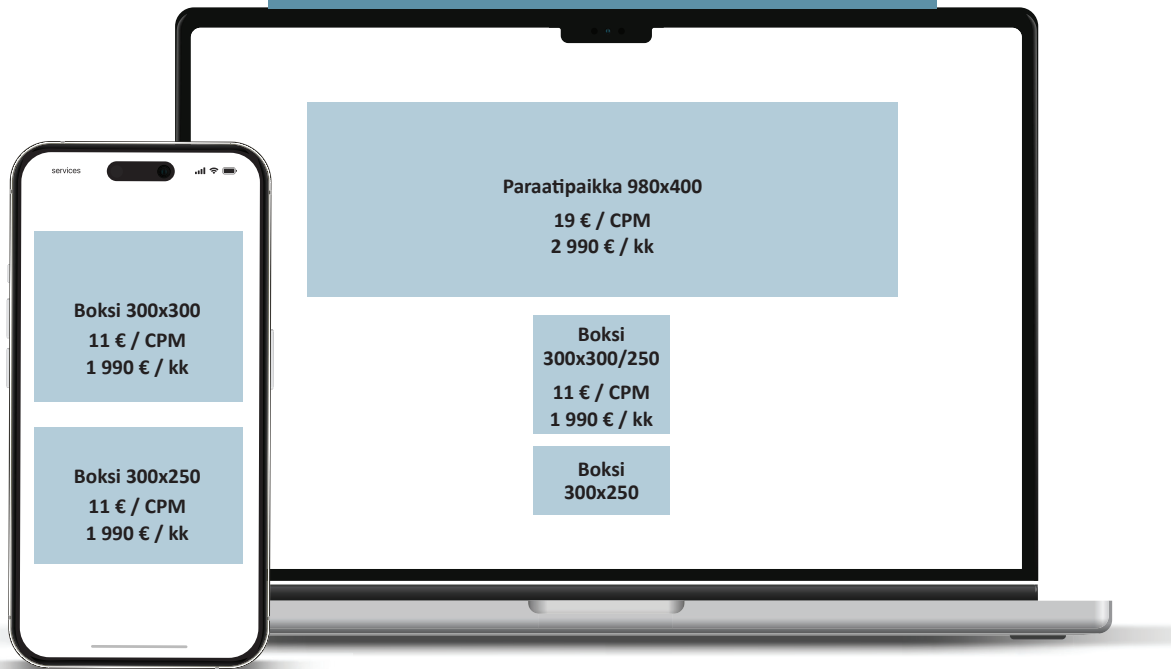 services
Boksi 300x300
11 € / CPM
1 990 € / kk
Boksi 300x250
11 € / CPM
1 990 € / kk
Paraatipaikka 980x400
19 € / CPM
2 990 € / kk
Boksi
300x300/250
11 € / CPM
1 990 € / kk
Boksi
300x250